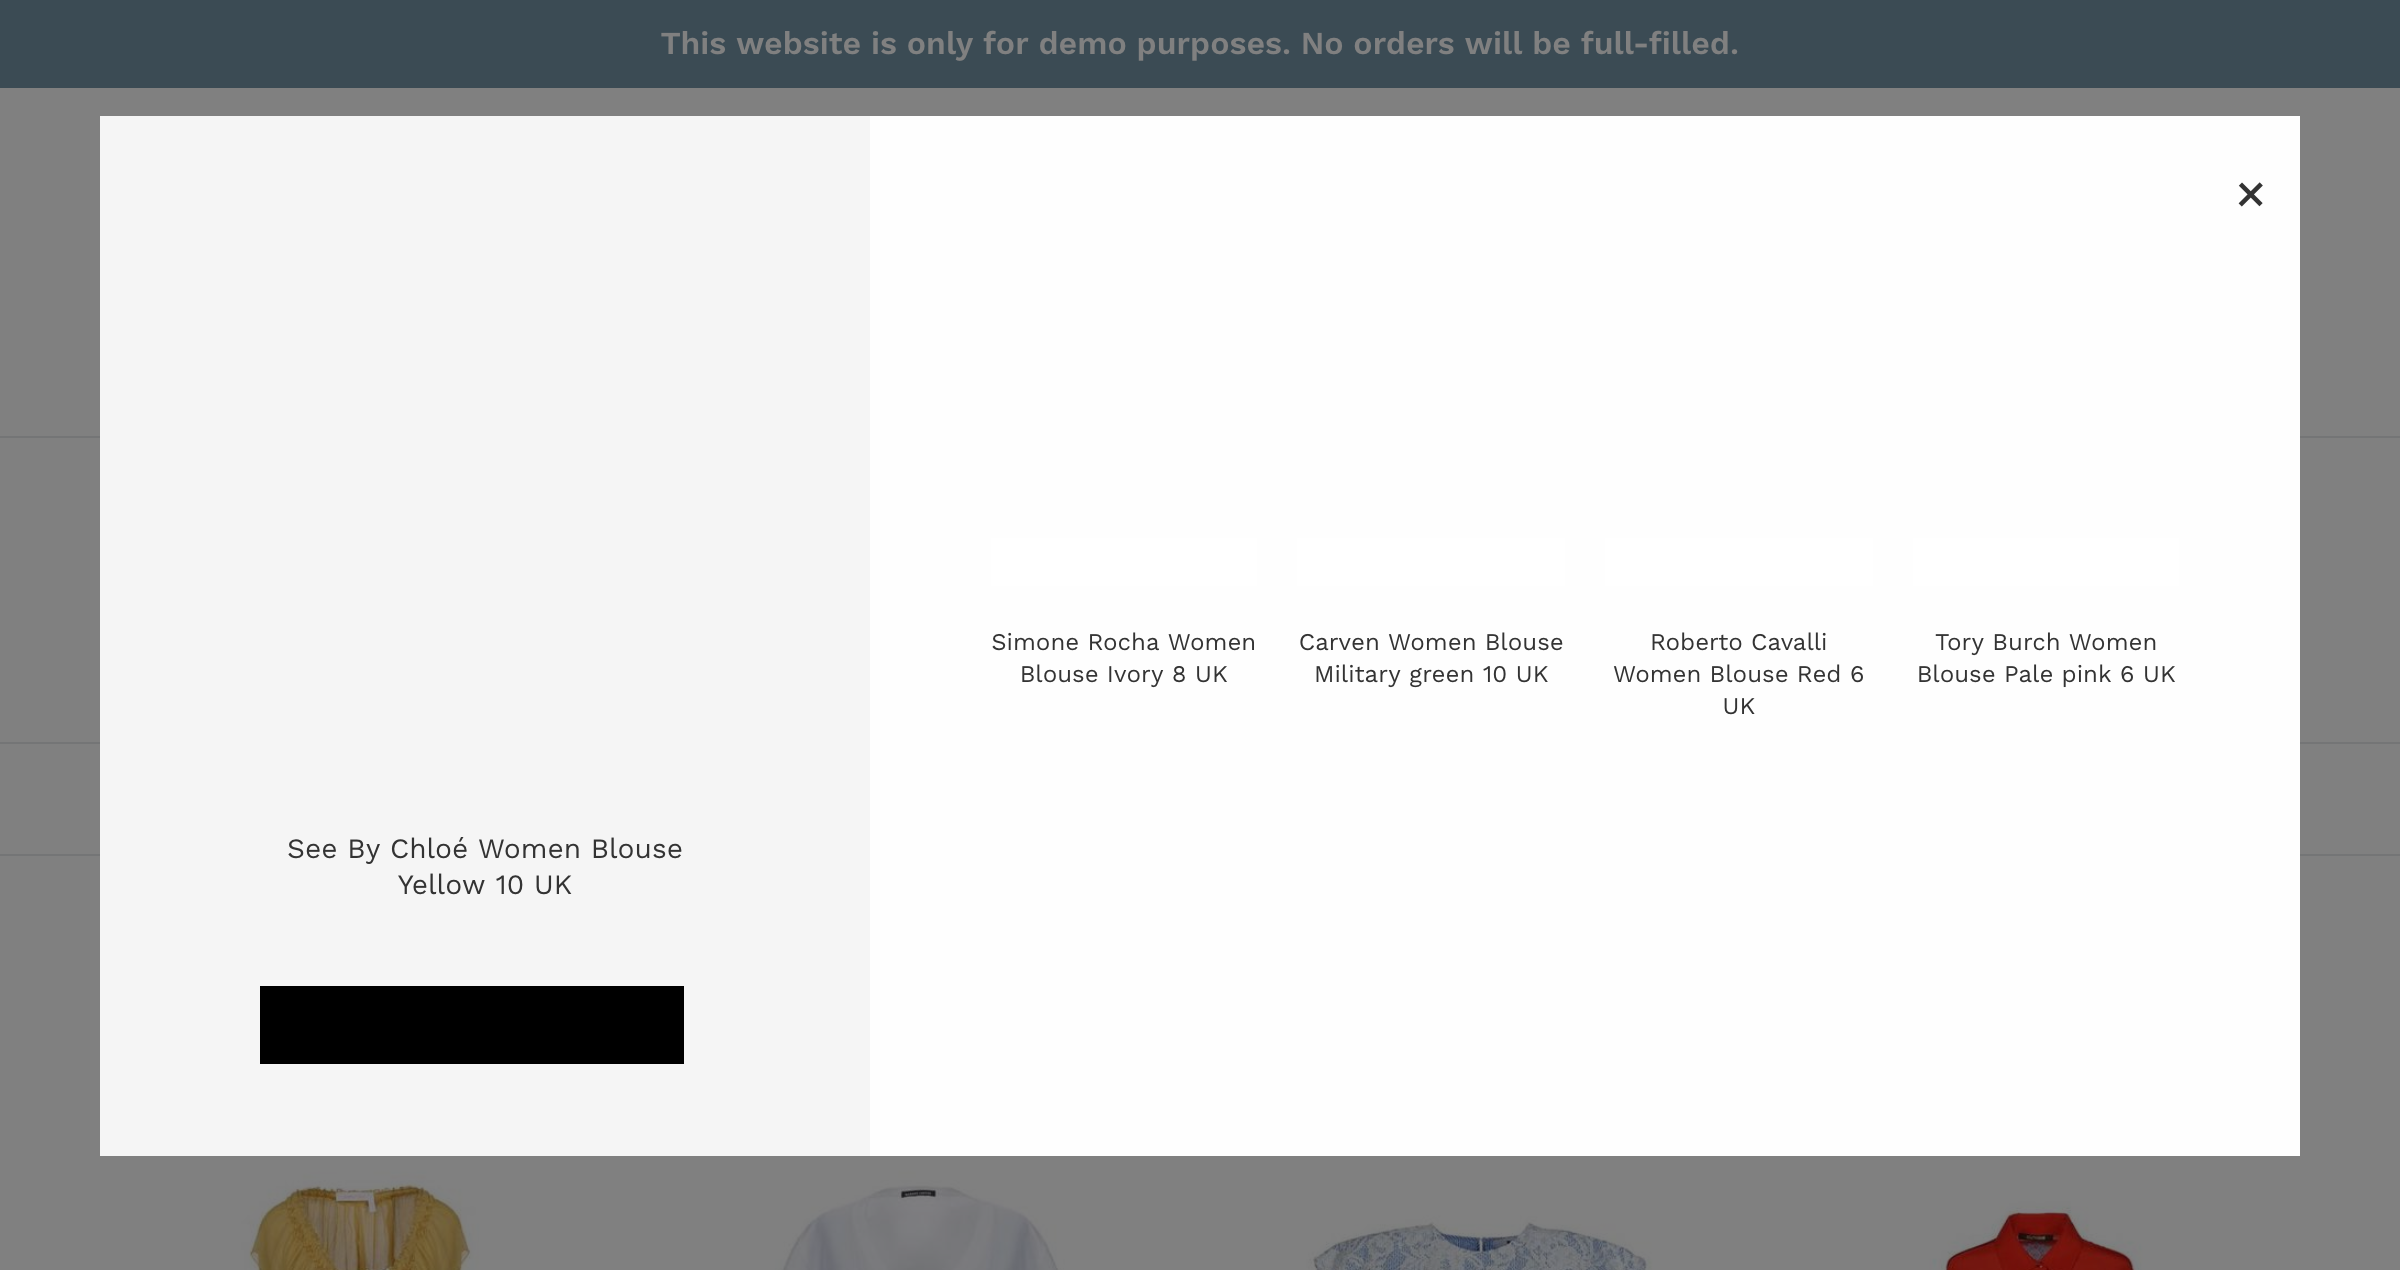 This website is only for demo purposes. No orders will be full-filled.
See By Chloé Women Blouse
Yellow 10 UK
Simone Rocha Women
Blouse Ivory 8 UK
Carven Women Blouse
Military green 10 UK
Roberto Cavalli
Women Blouse Red 6
UK
Tory Burch Women
Blouse Pale pink 6 UK